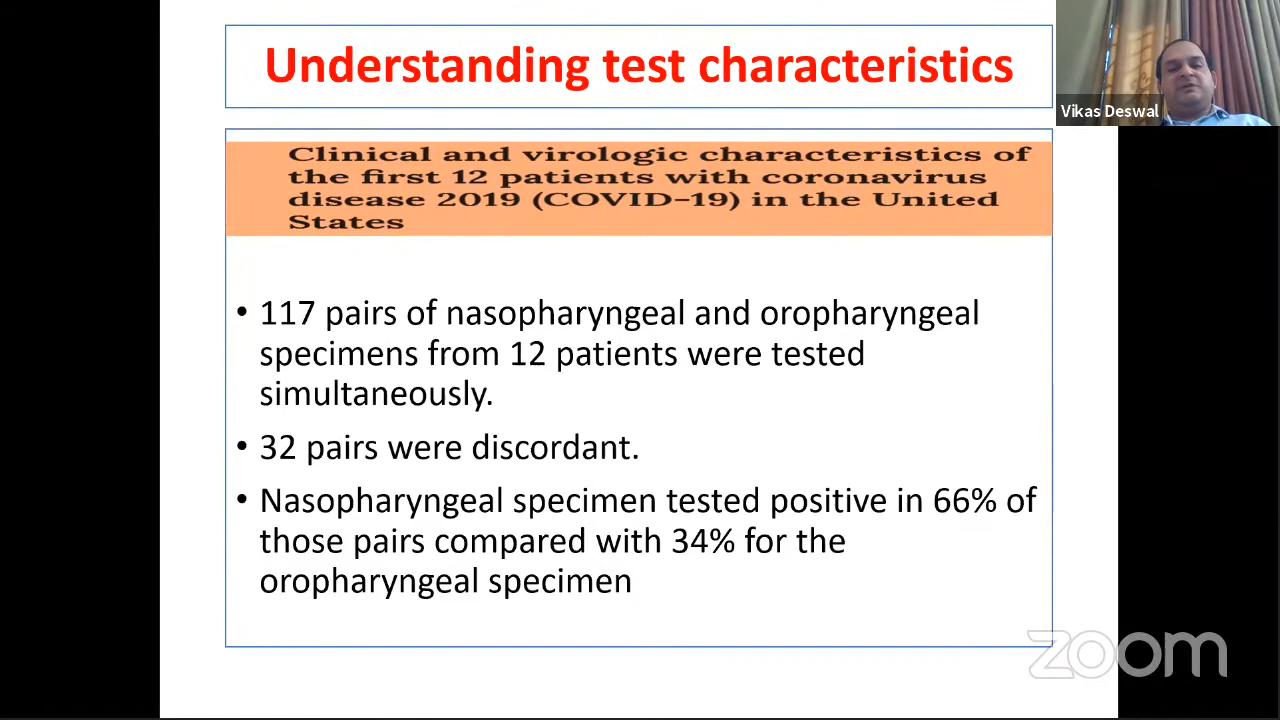 Understanding test characteristics
Vikas Deswal
Clinical and virologic characteristics of
the first 12 patients with coronavirus
disease 2019 (COVID-19) in the United
States
• 117 pairs of nasopharyngeal and oropharyngeal
specimens from 12 patients were tested
simultaneously.
• 32 pairs were discordant.
• Nasopharyngeal specimen tested positive in 66% of
those pairs compared with 34% for the
oropharyngeal specimen
zoom